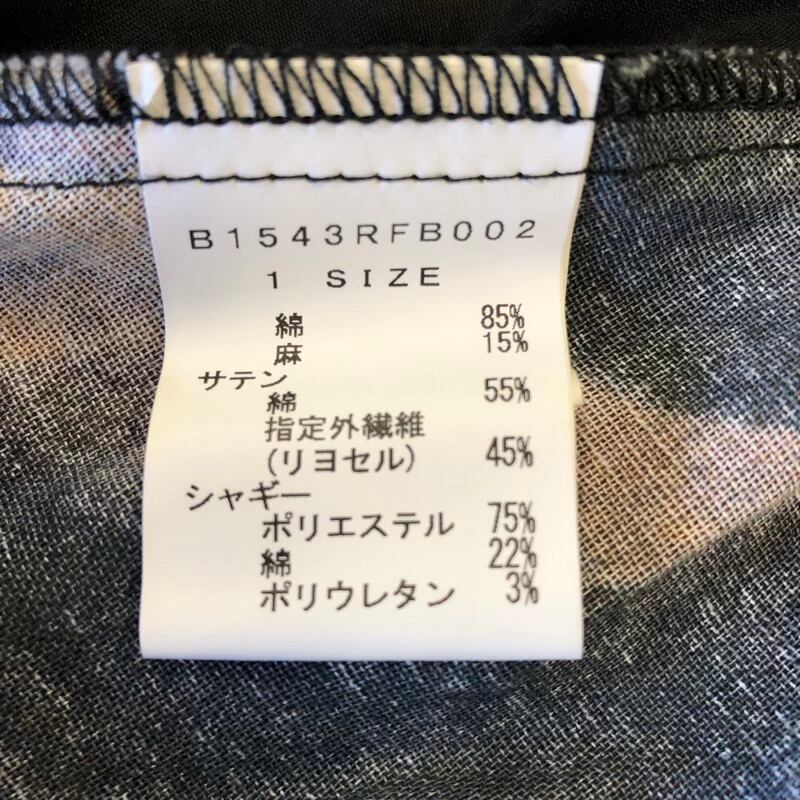 B1543RFB002
1 SIZE
綿 85%
麻 15%
サテン
綿 55%
指定外繊維
(リヨセル) 45%
シャギー
ポリエステル 75%
綿 22%
ポリウレタン 3%